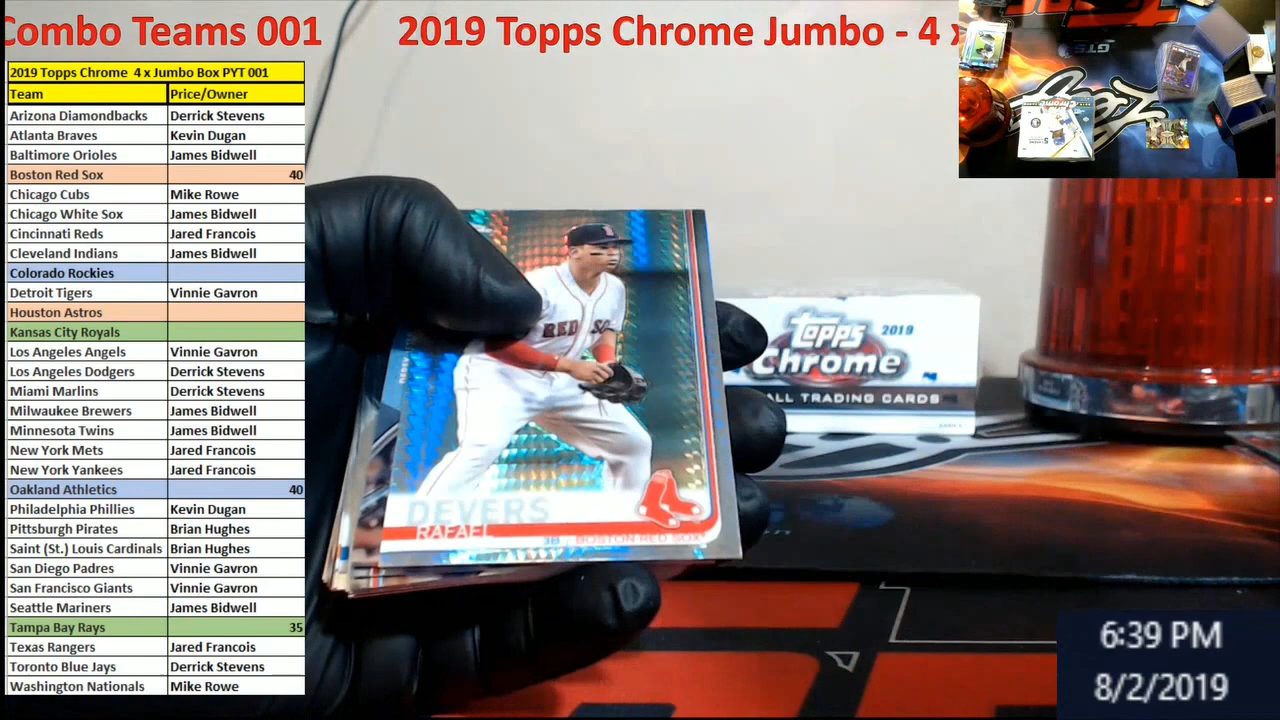 Combo Teams 001 2019 Topps Chrome Jumbo - 4 x
2019 Topps Chrome 4 x Jumbo Box PYT 001
Team Price/Owner
Arizona Diamondbacks Derrick Stevens
Atlanta Braves Kevin Dugan
Baltimore Orioles James Bidwell
Boston Red Sox 40
Chicago Cubs Mike Rowe
Chicago White Sox James Bidwell
Cincinnati Reds Jared Francois
Cleveland Indians James Bidwell
Colorado Rockies
Detroit Tigers Vinnie Gavron
Houston Astros
Kansas City Royals
Los Angeles Angels Vinnie Gavron
Los Angeles Dodgers Derrick Stevens
Miami Marlins Derrick Stevens
Milwaukee Brewers James Bidwell
Minnesota Twins James Bidwell
New York Mets Jared Francois
New York Yankees Jared Francois
Oakland Athletics 40
Philadelphia Phillies Kevin Dugan
Pittsburgh Pirates Brian Hughes
Saint (St.) Louis Cardinals Brian Hughes
San Diego Padres Vinnie Gavron
San Francisco Giants Vinnie Gavron
Seattle Mariners James Bidwell
Tampa Bay Rays 35
Texas Rangers Jared Francois
Toronto Blue Jays Derrick Stevens
Washington Nationals Mike Rowe
RED SO
DEVERS
RAFAEL
3B BOSTON RED SOX
Topps 2019
Chrome
ALL TRADING CARDS
GTS
Chrome
6:39 PM
8/2/2019